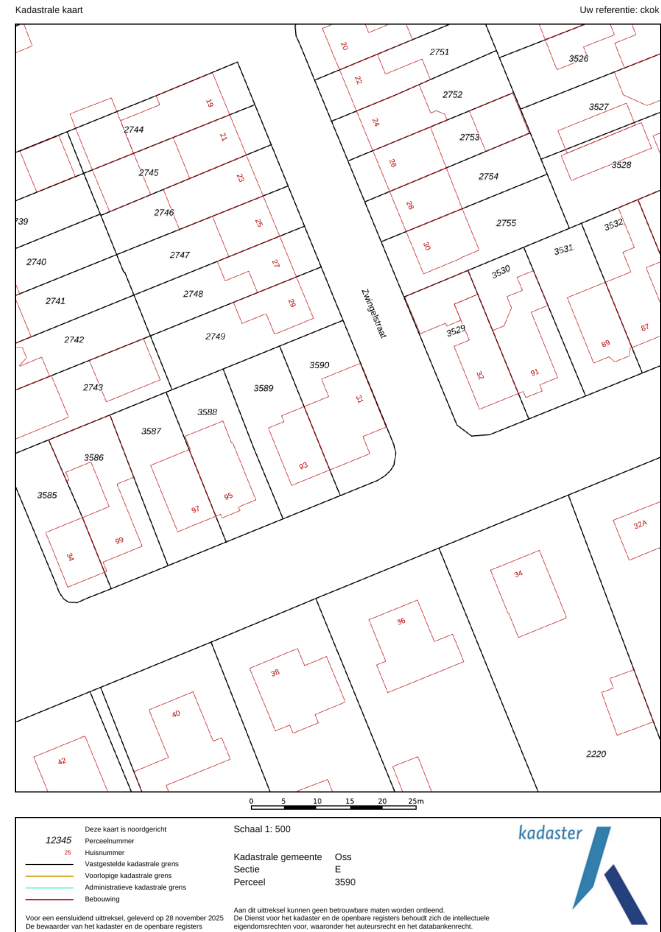 Kadastrale kaart
Uw referentie: ckok
20
2751
3526
22
2752
3527
19
24
2744
2753
21
26
3528
2745
2754
23
28
2746
739
25
2755
3532
30
2747
3531
2740
27
3530
2748
2741
29
Zwingelstraat
2749
3529
2742
89
87
3590
32
91
3589
2743
31
3588
3587
3586
93
95
3585
97
99
34
32A
34
36
38
40
42
2220
0 5 10 15 20 25m
Deze kaart is noordgericht
12345 Perceelnummer
25 Huisnummer
Vastgestelde kadastrale grens
Voorlopige kadastrale grens
Administratieve kadastrale grens
Bebouwing
Voor een eensluidend uittreksel, geleverd op 28 november 2025
De bewaarder van het kadaster en de openbare registers
Schaal 1: 500
Kadastrale gemeente Oss
Sectie E
Perceel 3590
Aan dit uittreksel kunnen geen betrouwbare maten worden ontleend.
De Dienst voor het kadaster en de openbare registers behoudt zich de intellectuele
eigendomsrechten voor, waaronder het auteursrecht en het databankenrecht.
kadaster